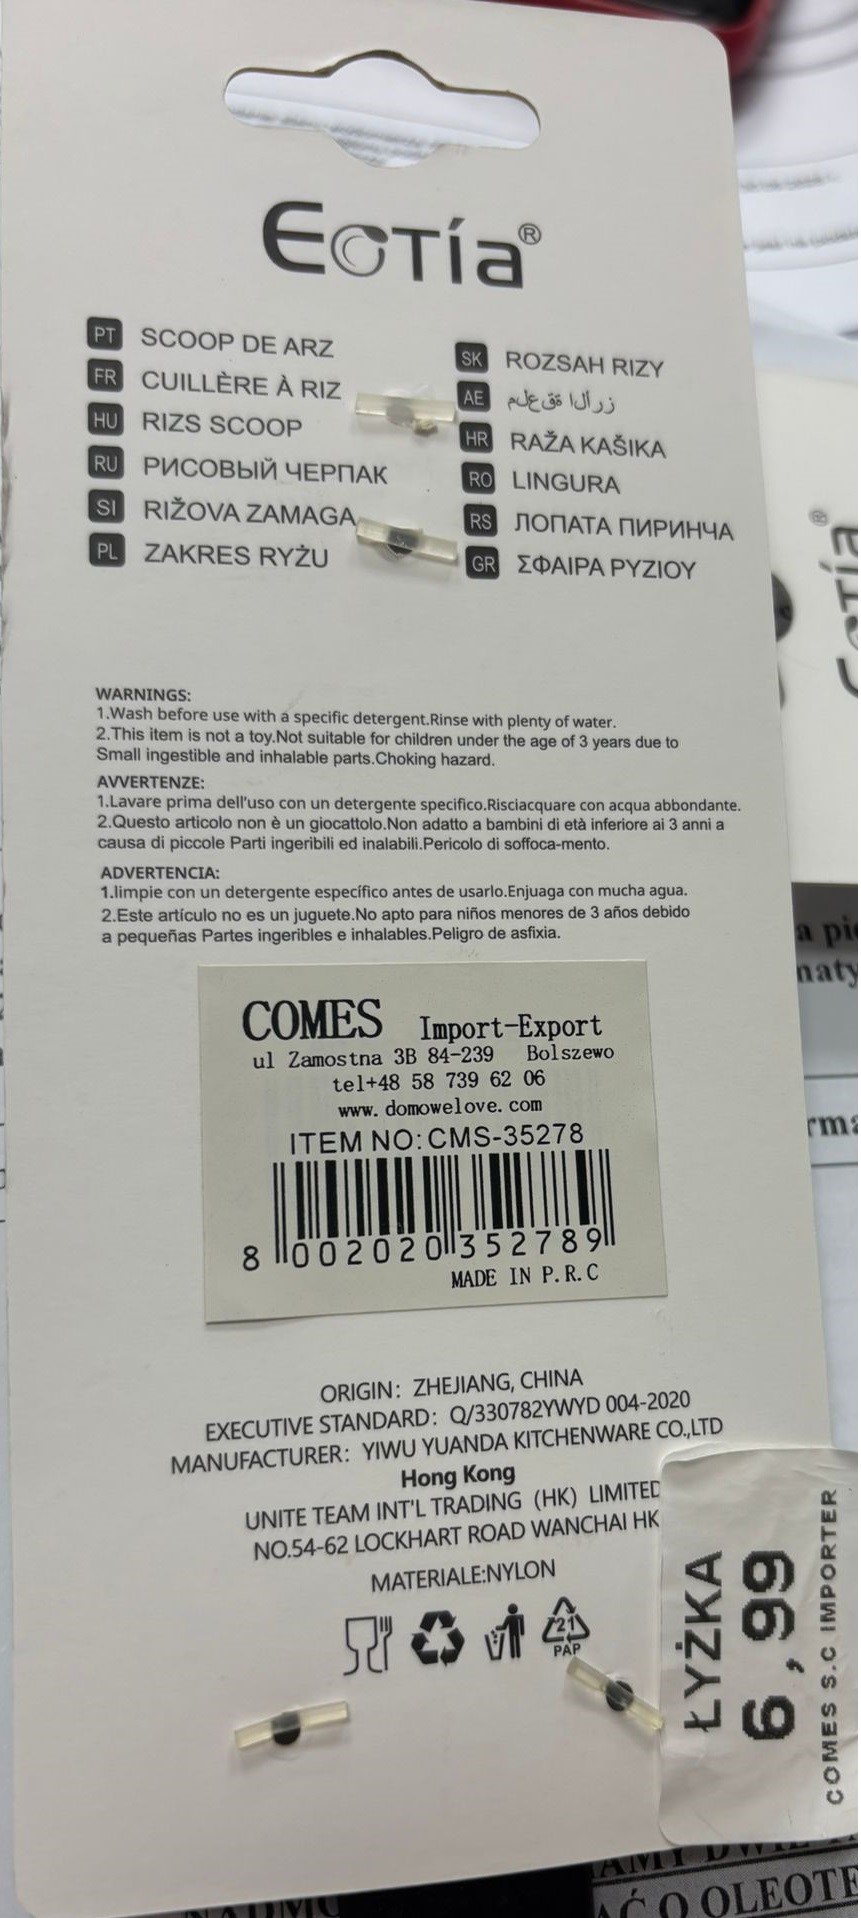 EOTía®
PT SCOOP DE ARZ
FR CUILLÈRE À RIZ
HU RIZS SCOOP
RU РИСОВЫЙ ЧЕРПАК
SI RIŽOVA ZAMAGA
PL ZAKRES RYŻU
SK ROZSAH RIZY
AE ملعقة الأرز
HR RAŽA KAŠIKA
RO LINGURA
RS ЛОПАТА ПИРИНЧА
GR ΣΦΑΙΡΑ ΡΥΖΙΟΥ
WARNINGS:
1.Wash before use with a specific detergent.Rinse with plenty of water.
2.This item is not a toy.Not suitable for children under the age of 3 years due to
Small ingestible and inhalable parts.Choking hazard.
AVVERTENZE:
1.Lavare prima dell'uso con un detergente specifico.Risciacquare con acqua abbondante.
2.Questo articolo non è un giocattolo.Non adatto a bambini di età inferiore ai 3 anni a
causa di piccole Parti ingeribili ed inalabili.Pericolo di soffoca-mento.
ADVERTENCIA:
1.limpie con un detergente específico antes de usarlo.Enjuaga con mucha agua.
2.Este artículo no es un juguete.No apto para niños menores de 3 años debido
a pequeñas Partes ingeribles e inhalables.Peligro de asfixia.
COMES Import-Export
ul Zamostna 3B 84-239 Bolszewo
tel+48 58 739 62 06
www.domowelove.com
ITEM NO:CMS-35278
8 002020 352789
MADE IN P.R.C
ORIGIN: ZHEJIANG, CHINA
EXECUTIVE STANDARD: Q/330782YWYD 004-2020
MANUFACTURER: YIWU YUANDA KITCHENWARE CO.,LTD
Hong Kong
UNITE TEAM INT'L TRADING (HK) LIMITED
NO.54-62 LOCKHART ROAD WANCHAI HK
MATERIALE:NYLON
21
PAP
ŁYŻKA
6,99
COMES S.C IMPORTER
OLEOTE